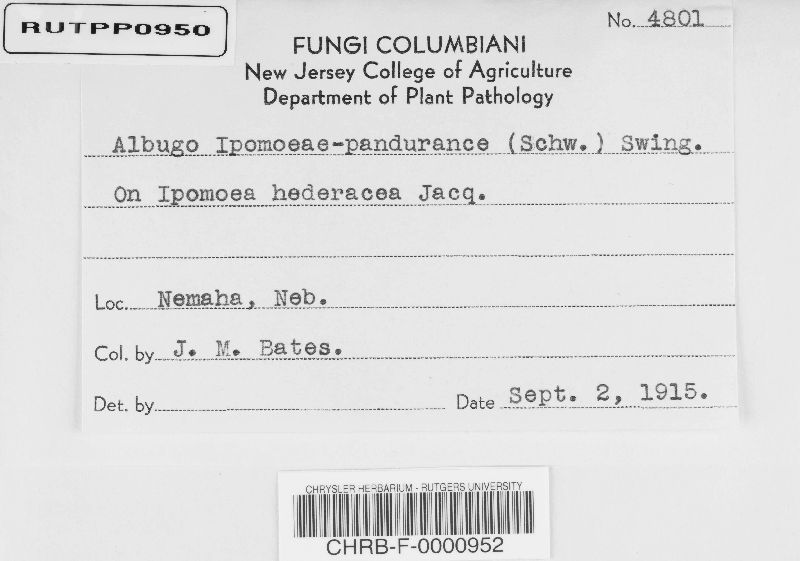 RUTPP0950
No. 4801
FUNGI COLUMBIANI
New Jersey College of Agriculture
Department of Plant Pathology
Albugo Ipomoeae-pandurance (Schw.) Swing.
On Ipomoea hederacea Jacq.
Loc. Nemaha, Neb.
Col. by J. M. Bates.
Det. by Date Sept. 2, 1915.
CHRYSLER HERBARIUM - RUTGERS UNIVERSITY
CHRB-F-0000952